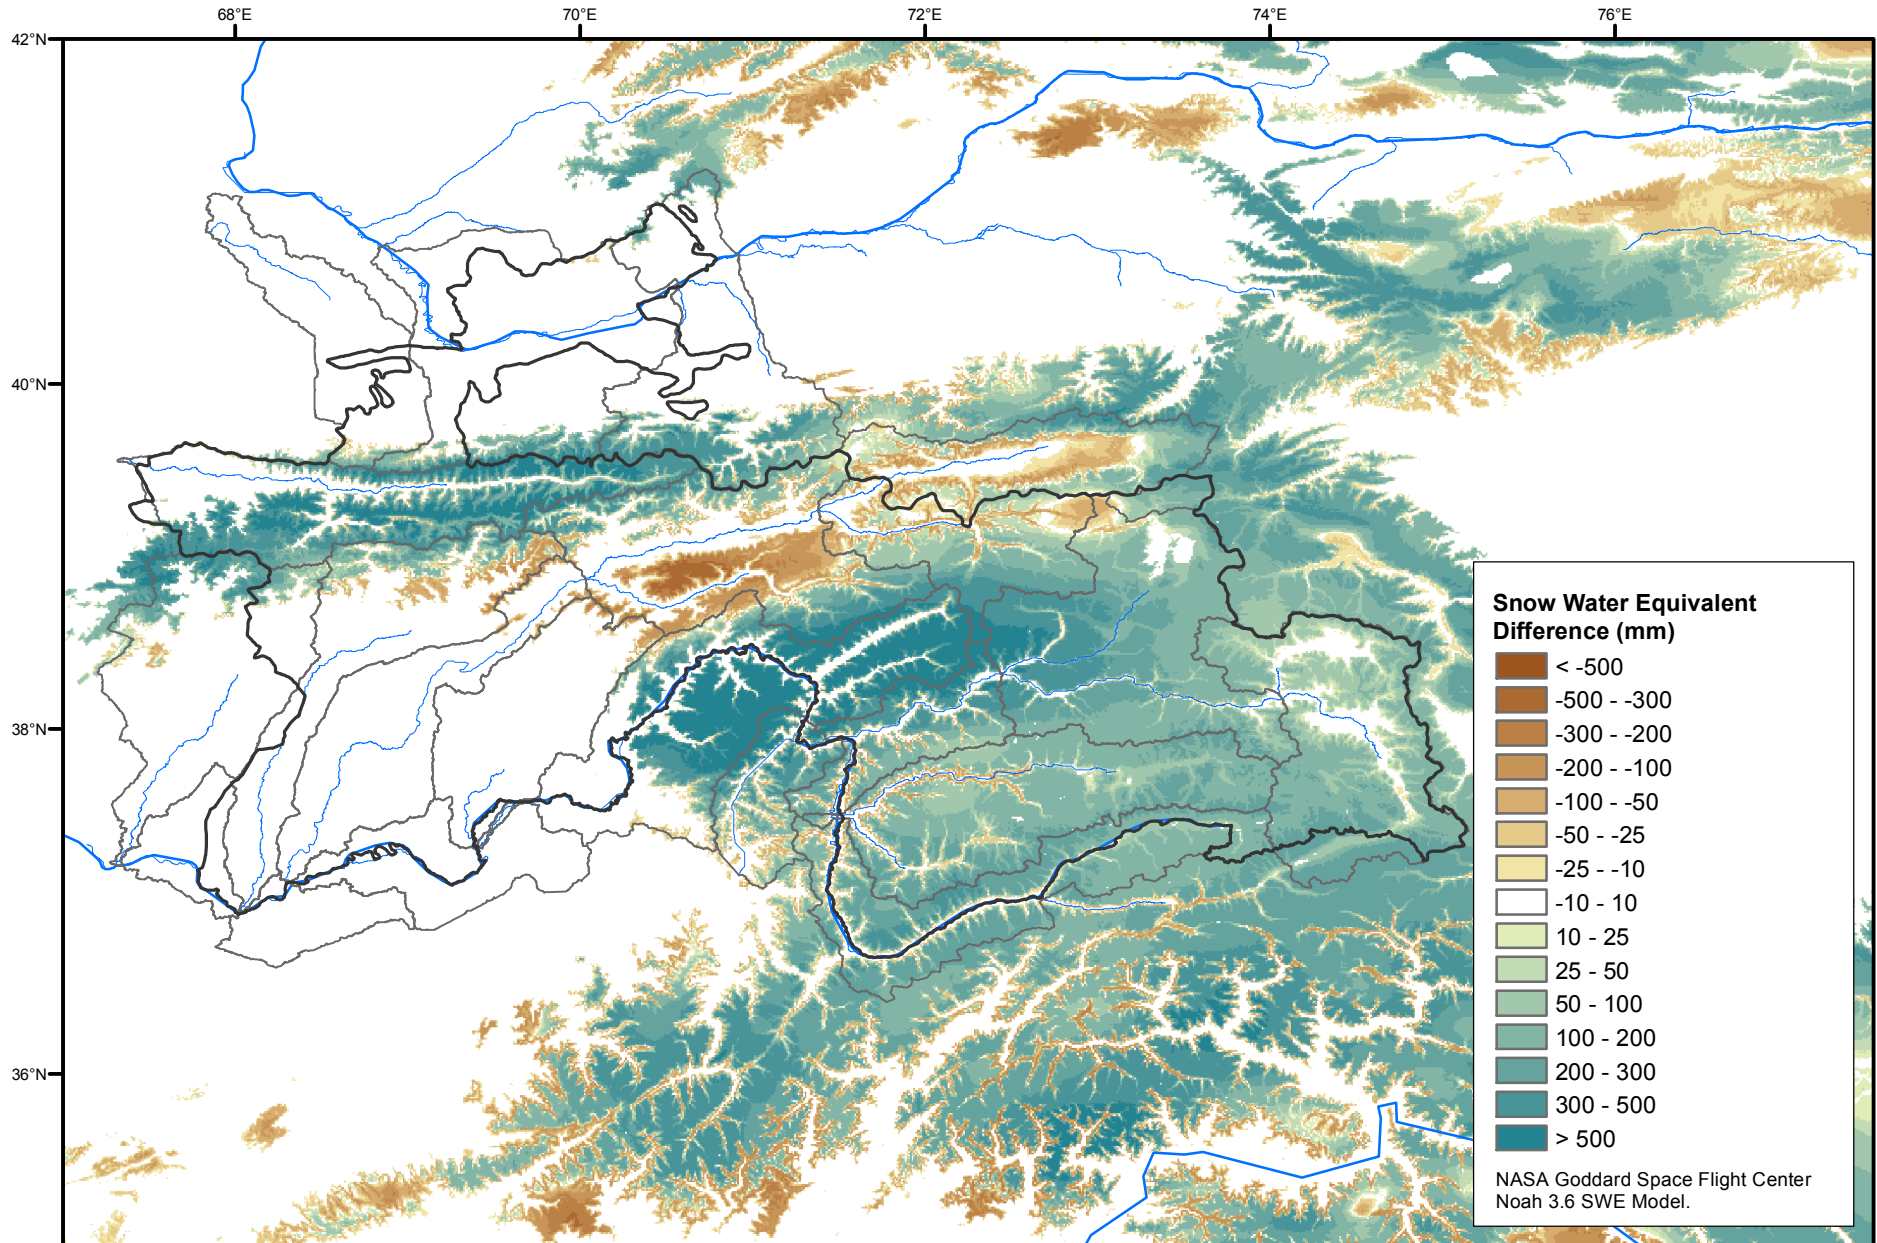 68°E
70°E
72°E
74°E
76°E
42°N
40°N
38°N
36°N
Snow Water Equivalent
Difference (mm)
< -500
-500 - -300
-300 - -200
-200 - -100
-100 - -50
-50 - -25
-25 - -10
-10 - 10
10 - 25
25 - 50
50 - 100
100 - 200
200 - 300
300 - 500
> 500
NASA Goddard Space Flight Center
Noah 3.6 SWE Model.